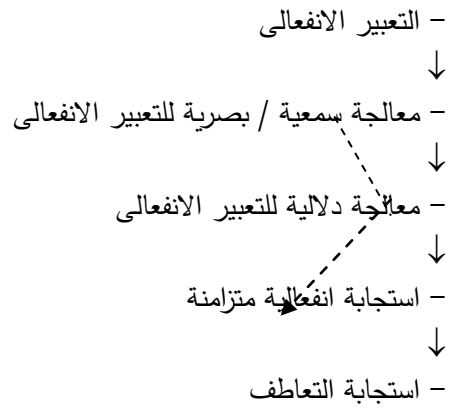 – التعبير الانفعالى
↓
– معالجة سمعية / بصرية للتعبير الانفعالى
↓
– معالجة دلالية للتعبير الانفعالى
↓
– استجابة انفعالية متزامنة
↓
– استجابة التعاطف